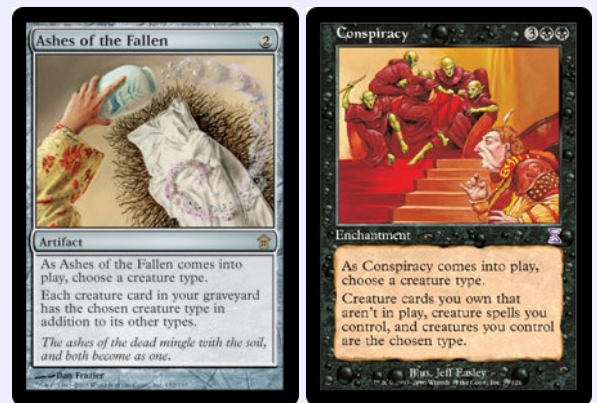 Ashes of the Fallen 2
Artifact
As Ashes of the Fallen comes into
play, choose a creature type.
Each creature card in your graveyard
has the chosen creature type in
addition to its other types.
The ashes of the dead mingle with the soil,
and both become as one.
Dan Frazier
Conspiracy 3
Enchantment
As Conspiracy comes into play,
choose a creature type.
Creature cards you own that
aren't in play, creature spells you
control, and creatures you control
are the chosen type.
Illus. Jeff Easley